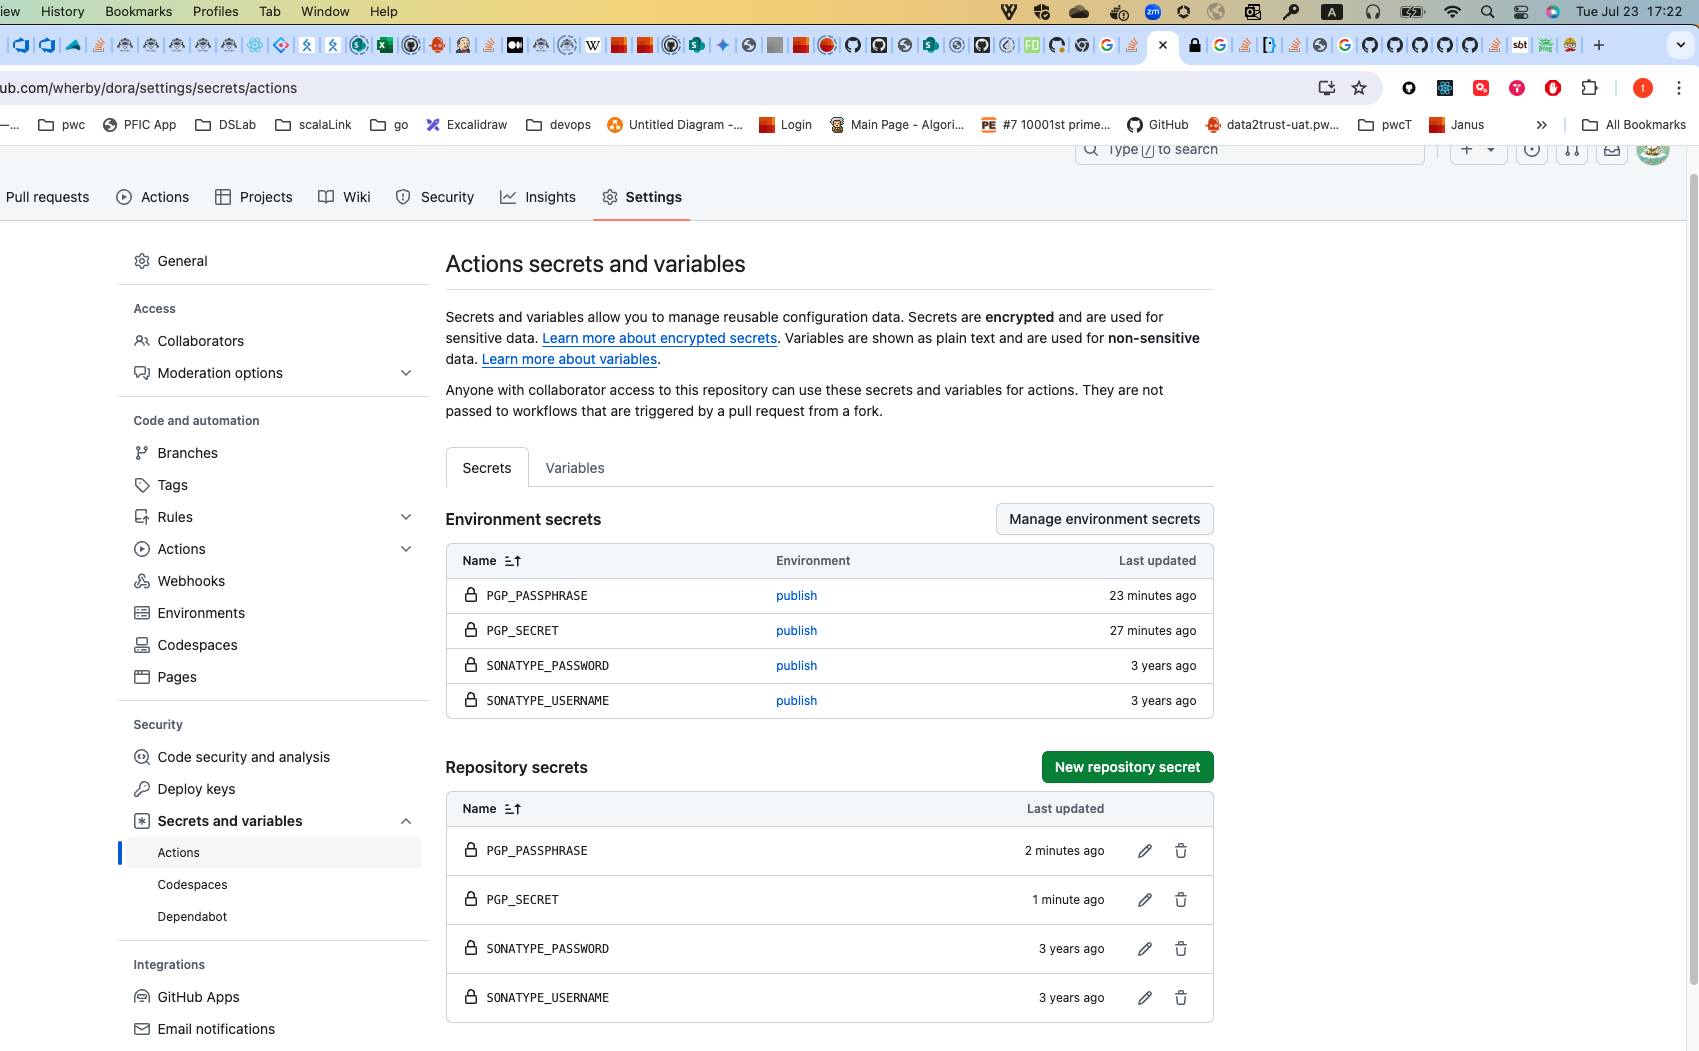 iew History Bookmarks Profiles Tab Window Help
zm A Tue Jul 23 17:22
W FD sbt
ub.com/wherby/dora/settings/secrets/actions
t
—... pwc PFIC App DSLab scalaLink go Excalidraw devops Untitled Diagram -... Login Main Page - Algori... PE #7 10001st prime... GitHub data2trust-uat.pw... pwcT Janus » All Bookmarks
Type / to search
Pull requests Actions Projects Wiki Security Insights Settings
General
Access
Collaborators
Moderation options
Code and automation
Branches
Tags
Rules
Actions
Webhooks
Environments
Codespaces
Pages
Security
Code security and analysis
Deploy keys
Secrets and variables
Actions
Codespaces
Dependabot
Integrations
GitHub Apps
Email notifications
Actions secrets and variables
Secrets and variables allow you to manage reusable configuration data. Secrets are encrypted and are used for
sensitive data. Learn more about encrypted secrets. Variables are shown as plain text and are used for non-sensitive
data. Learn more about variables.
Anyone with collaborator access to this repository can use these secrets and variables for actions. They are not
passed to workflows that are triggered by a pull request from a fork.
Secrets Variables
Environment secrets Manage environment secrets
Name Environment Last updated
PGP_PASSPHRASE publish 23 minutes ago
PGP_SECRET publish 27 minutes ago
SONATYPE_PASSWORD publish 3 years ago
SONATYPE_USERNAME publish 3 years ago
Repository secrets New repository secret
Name Last updated
PGP_PASSPHRASE 2 minutes ago
PGP_SECRET 1 minute ago
SONATYPE_PASSWORD 3 years ago
SONATYPE_USERNAME 3 years ago